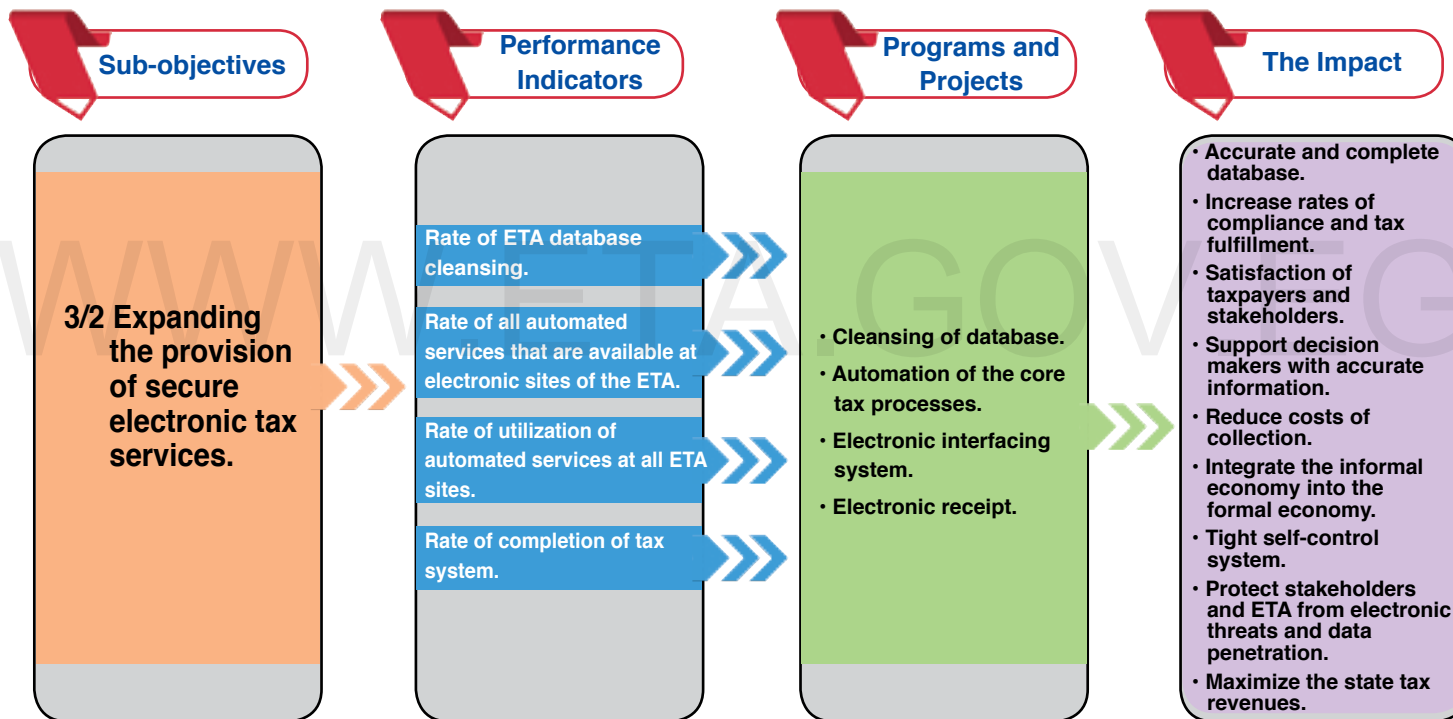 Sub-objectives
Performance
Indicators
Programs and
Projects
The Impact
3/2 Expanding
the provision
of secure
electronic tax
services.
Rate of ETA database
cleansing.
Rate of all automated
services that are available at
electronic sites of the ETA.
Rate of utilization of
automated services at all ETA
sites.
Rate of completion of tax
system.
• Cleansing of database.
• Automation of the core
tax processes.
• Electronic interfacing
system.
• Electronic receipt.
• Accurate and complete
database.
• Increase rates of
compliance and tax
fulfillment.
• Satisfaction of
taxpayers and
stakeholders.
• Support decision
makers with accurate
information.
• Reduce costs of
collection.
• Integrate the informal
economy into the
formal economy.
• Tight self-control
system.
• Protect stakeholders
and ETA from electronic
threats and data
penetration.
• Maximize the state tax
revenues.
WWW.ETA.GOV.EG